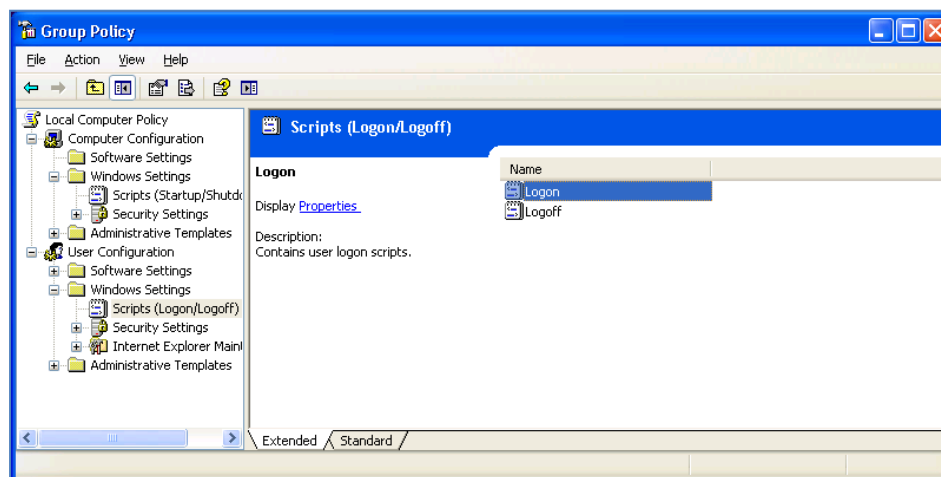 Group Policy
File Action View Help
Local Computer Policy
Computer Configuration
Software Settings
Windows Settings
Scripts (Startup/Shutdo
Security Settings
Administrative Templates
User Configuration
Software Settings
Windows Settings
Scripts (Logon/Logoff)
Security Settings
Internet Explorer Maint
Administrative Templates
Scripts (Logon/Logoff)
Logon
Display Properties
Description:
Contains user logon scripts.
Name
Logon
Logoff
Extended Standard